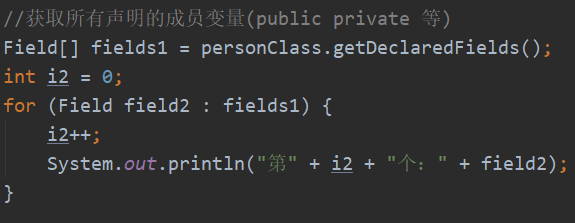 //获取所有声明的成员变量(public private 等)
Field[] fields1 = personClass.getDeclaredFields();
int i2 = 0;
for (Field field2 : fields1) {
    i2++;
    System.out.println("第" + i2 + "个：" + field2);
}